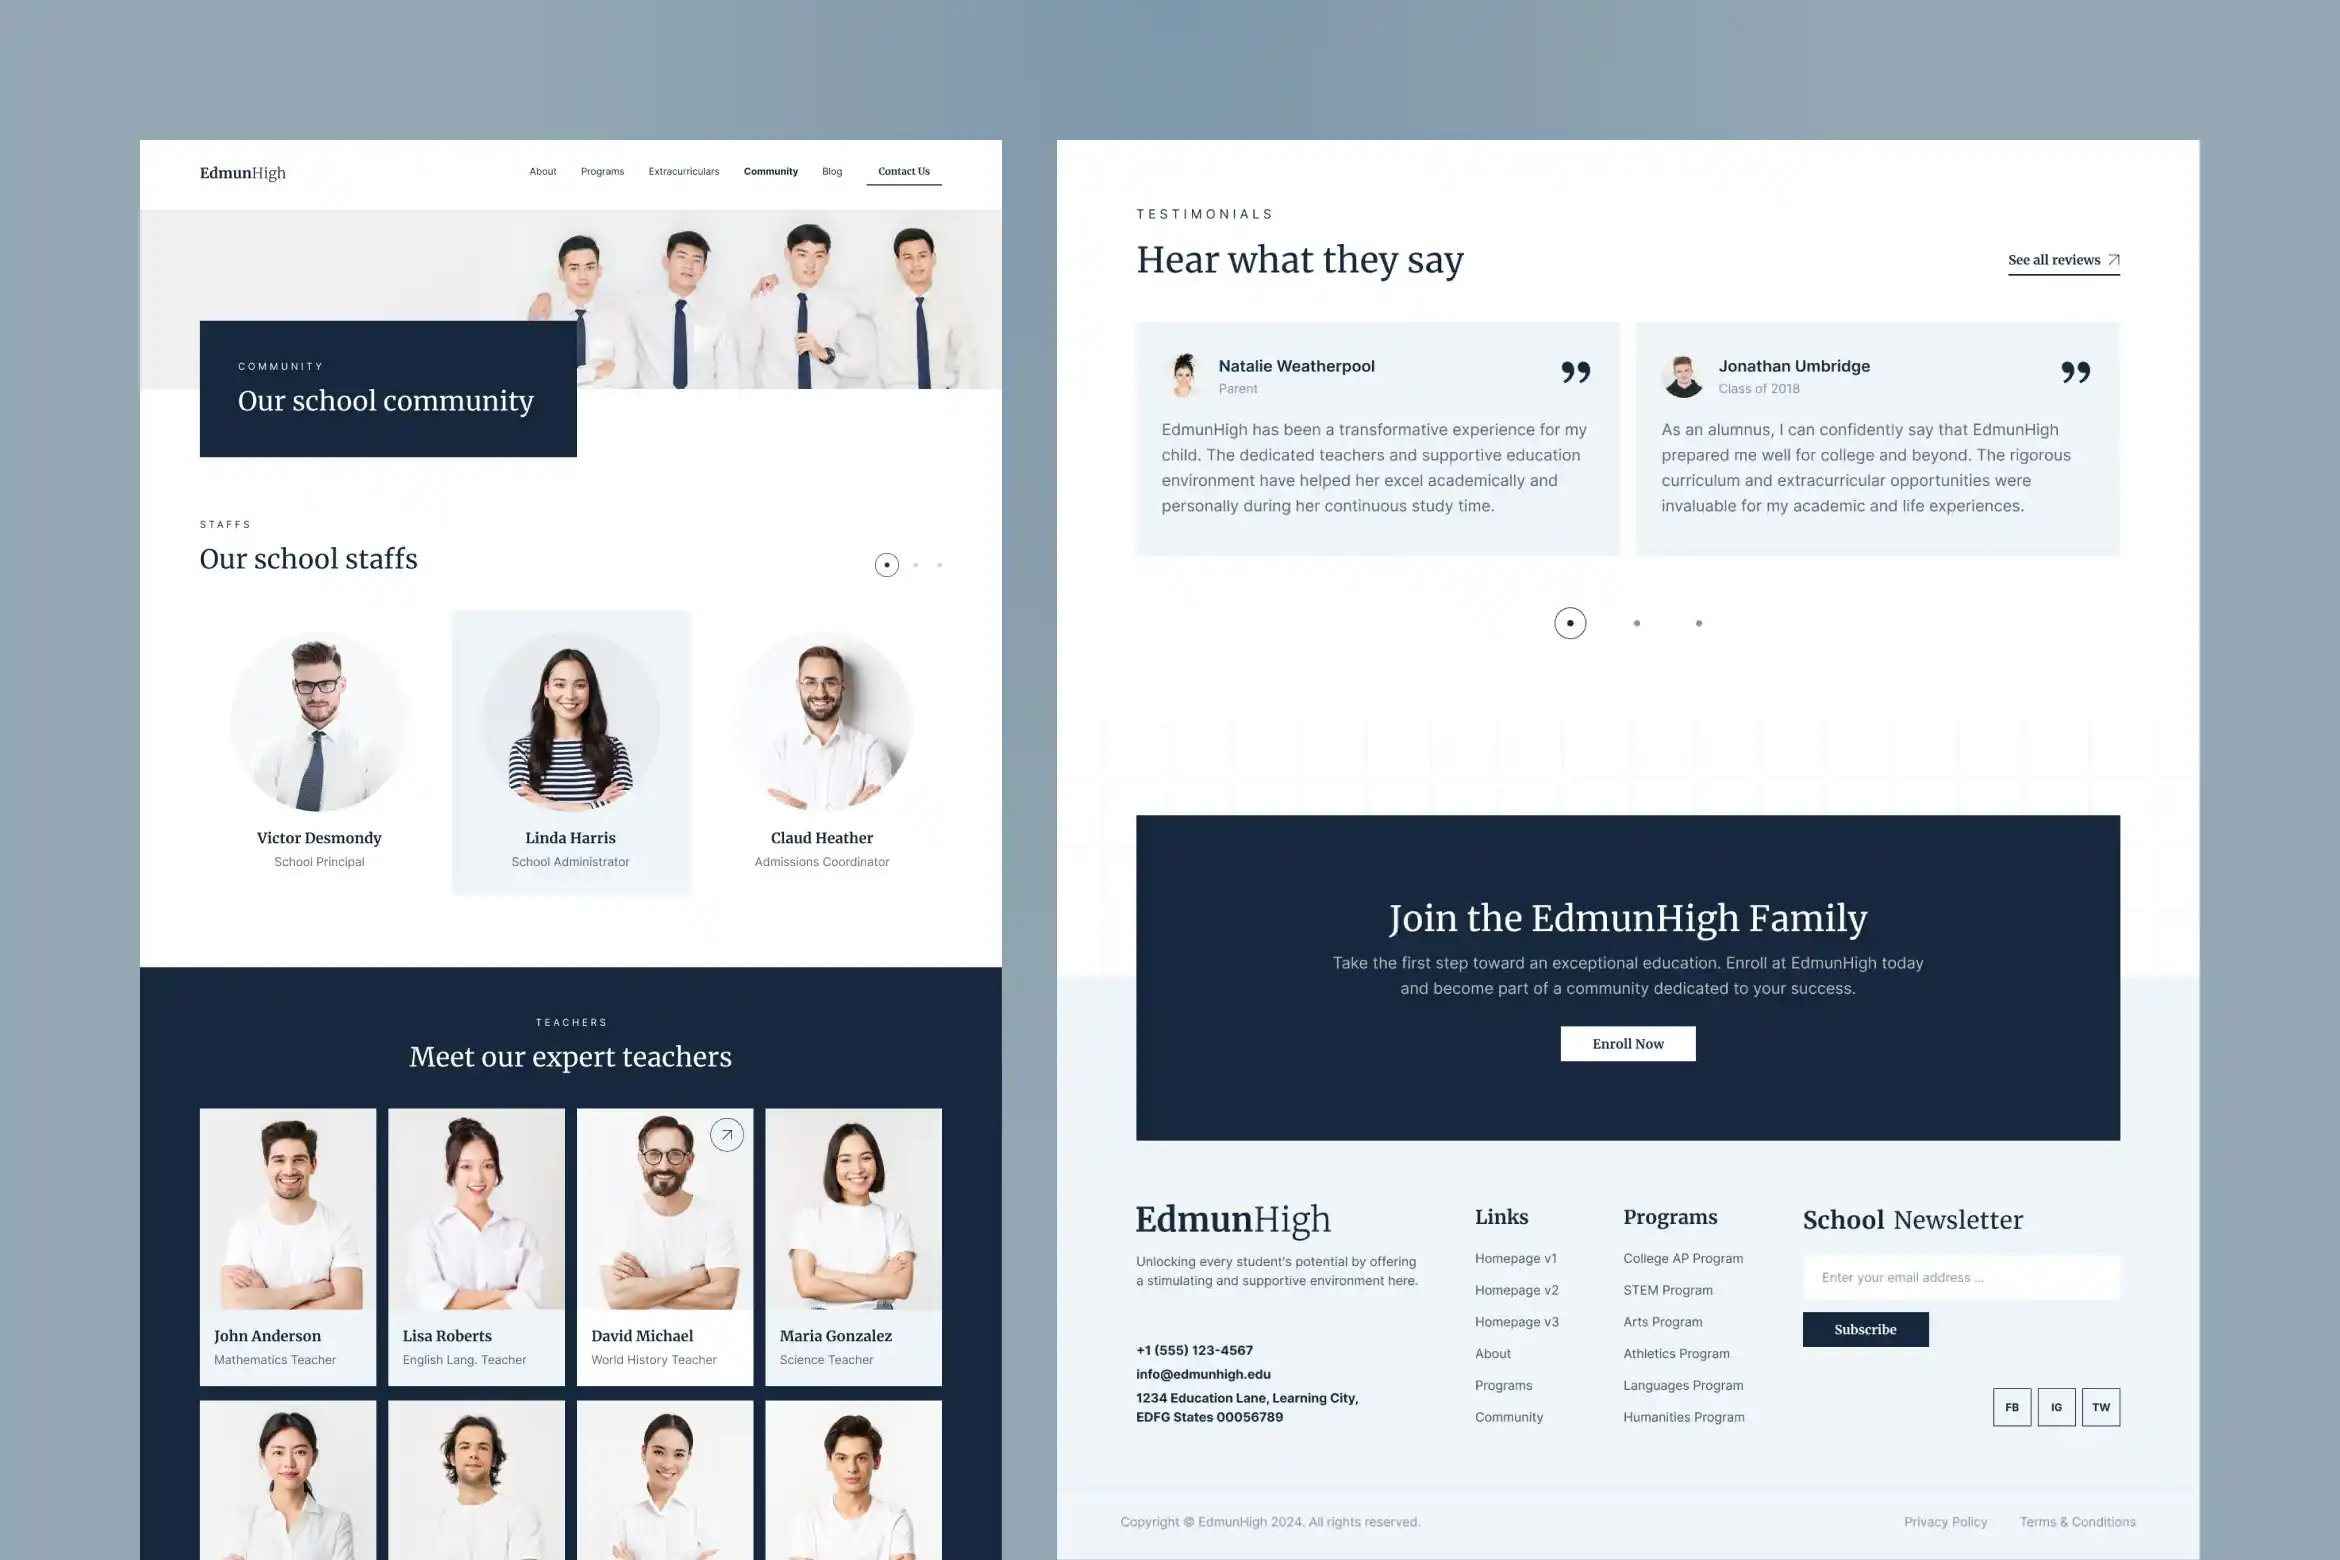 EdmunHigh
About Programs Extracurriculars Community Blog Contact Us
COMMUNITY
Our school community
STAFFS
Our school staffs
Victor Desmondy
School Principal
Linda Harris
School Administrator
Claud Heather
Admissions Coordinator
TEACHERS
Meet our expert teachers
John Anderson
Mathematics Teacher
Lisa Roberts
English Lang. Teacher
David Michael
World History Teacher
Maria Gonzalez
Science Teacher
TESTIMONIALS
Hear what they say
See all reviews
Natalie Weatherpool
Parent
EdmunHigh has been a transformative experience for my
child. The dedicated teachers and supportive education
environment have helped her excel academically and
personally during her continuous study time.
Jonathan Umbridge
Class of 2018
As an alumnus, I can confidently say that EdmunHigh
prepared me well for college and beyond. The rigorous
curriculum and extracurricular opportunities were
invaluable for my academic and life experiences.
Join the EdmunHigh Family
Take the first step toward an exceptional education. Enroll at EdmunHigh today
and become part of a community dedicated to your success.
Enroll Now
EdmunHigh
Unlocking every student's potential by offering
a stimulating and supportive environment here.
+1 (555) 123-4567
info@edmunhigh.edu
1234 Education Lane, Learning City,
EDFG States 00056789
Links
Homepage v1
Homepage v2
Homepage v3
About
Programs
Community
Programs
College AP Program
STEM Program
Arts Program
Athletics Program
Languages Program
Humanities Program
School Newsletter
Enter your email address ...
Subscribe
FB IG TW
Copyright © EdmunHigh 2024. All rights reserved.
Privacy Policy Terms & Conditions